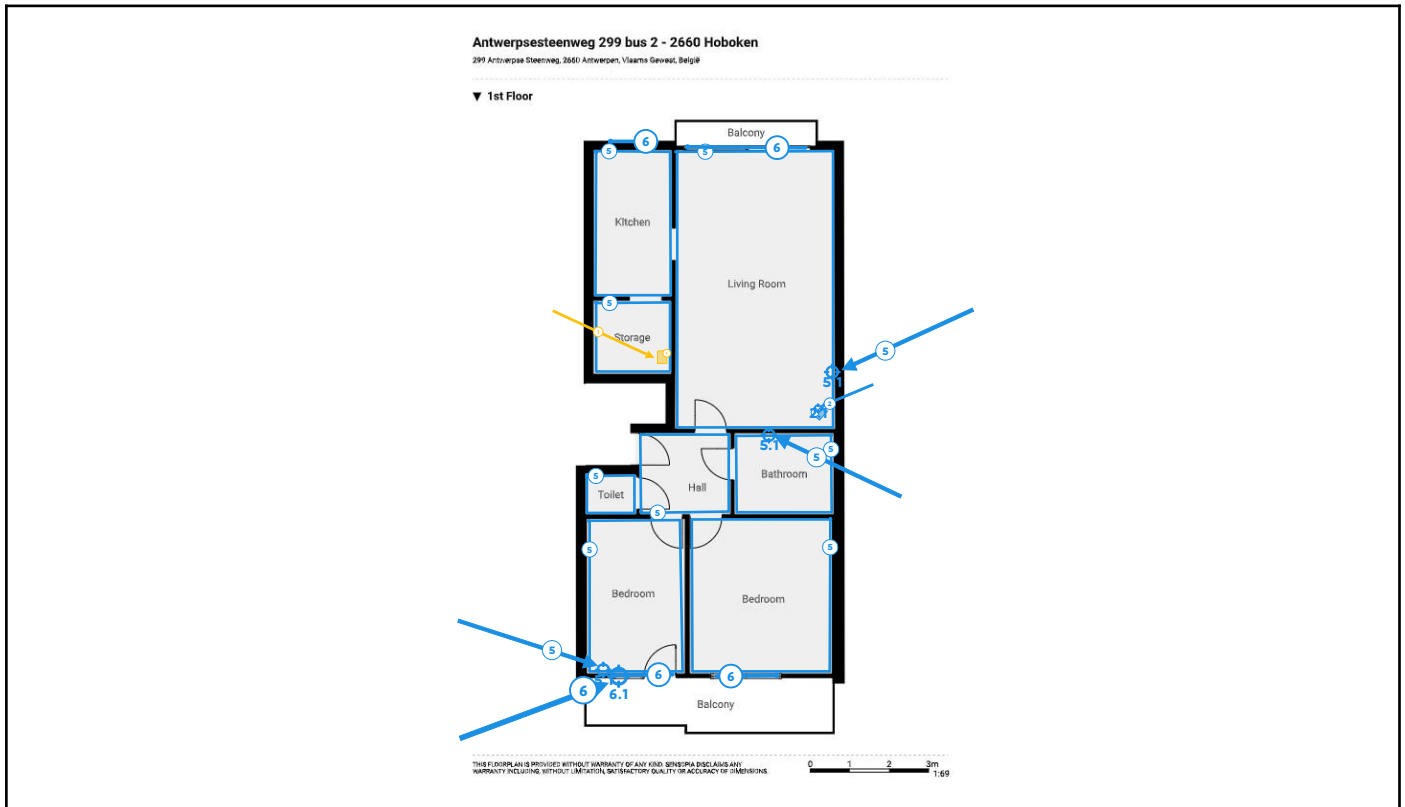 Antwerpsesteenweg 299 bus 2 - 2660 Hoboken
299 Antwerpse Steenweg, 2660 Antwerpen, Vlaams Gewest, België
▼ 1st Floor
Balcony
6
6
5
5
Kitchen
Living Room
5
1
Storage
1
5
5.1
2
2.1
5.1
5
5
Bathroom
5
Hall
Toilet
5
5
5
Bedroom
Bedroom
5
6
6
6
6.1
Balcony
THIS FLOORPLAN IS PROVIDED WITHOUT WARRANTY OF ANY KIND. SENSOPIA DISCLAIMS ANY
WARRANTY INCLUDING, WITHOUT LIMITATION, SATISFACTORY QUALITY OR ACCURACY OF DIMENSIONS.
0 1 2 3m
1:69